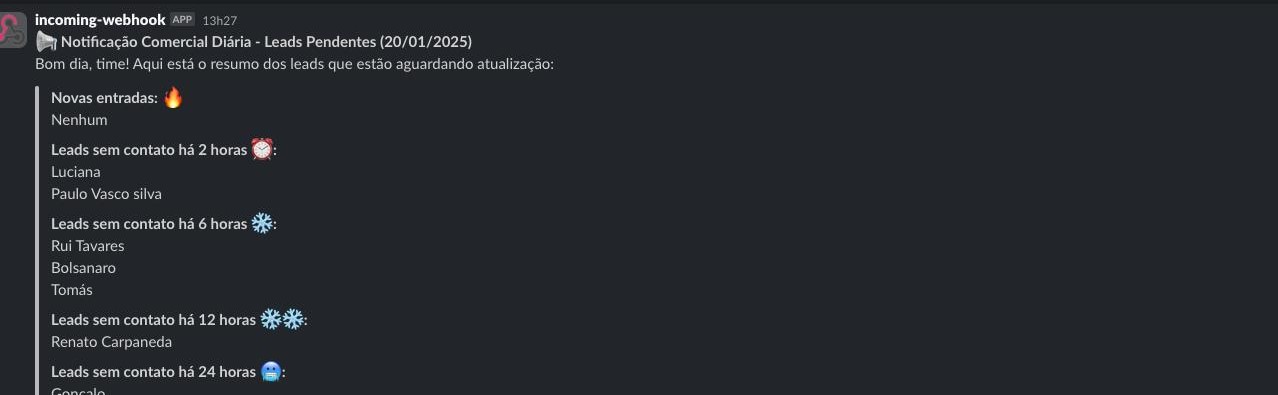 incoming-webhook APP 13h27
Notificação Comercial Diária - Leads Pendentes (20/01/2025)
Bom dia, time! Aqui está o resumo dos leads que estão aguardando atualização:
Novas entradas:
Nenhum
Leads sem contato há 2 horas :
Luciana
Paulo Vasco silva
Leads sem contato há 6 horas :
Rui Tavares
Bolsanaro
Tomás
Leads sem contato há 12 horas :
Renato Carpaneda
Leads sem contato há 24 horas :